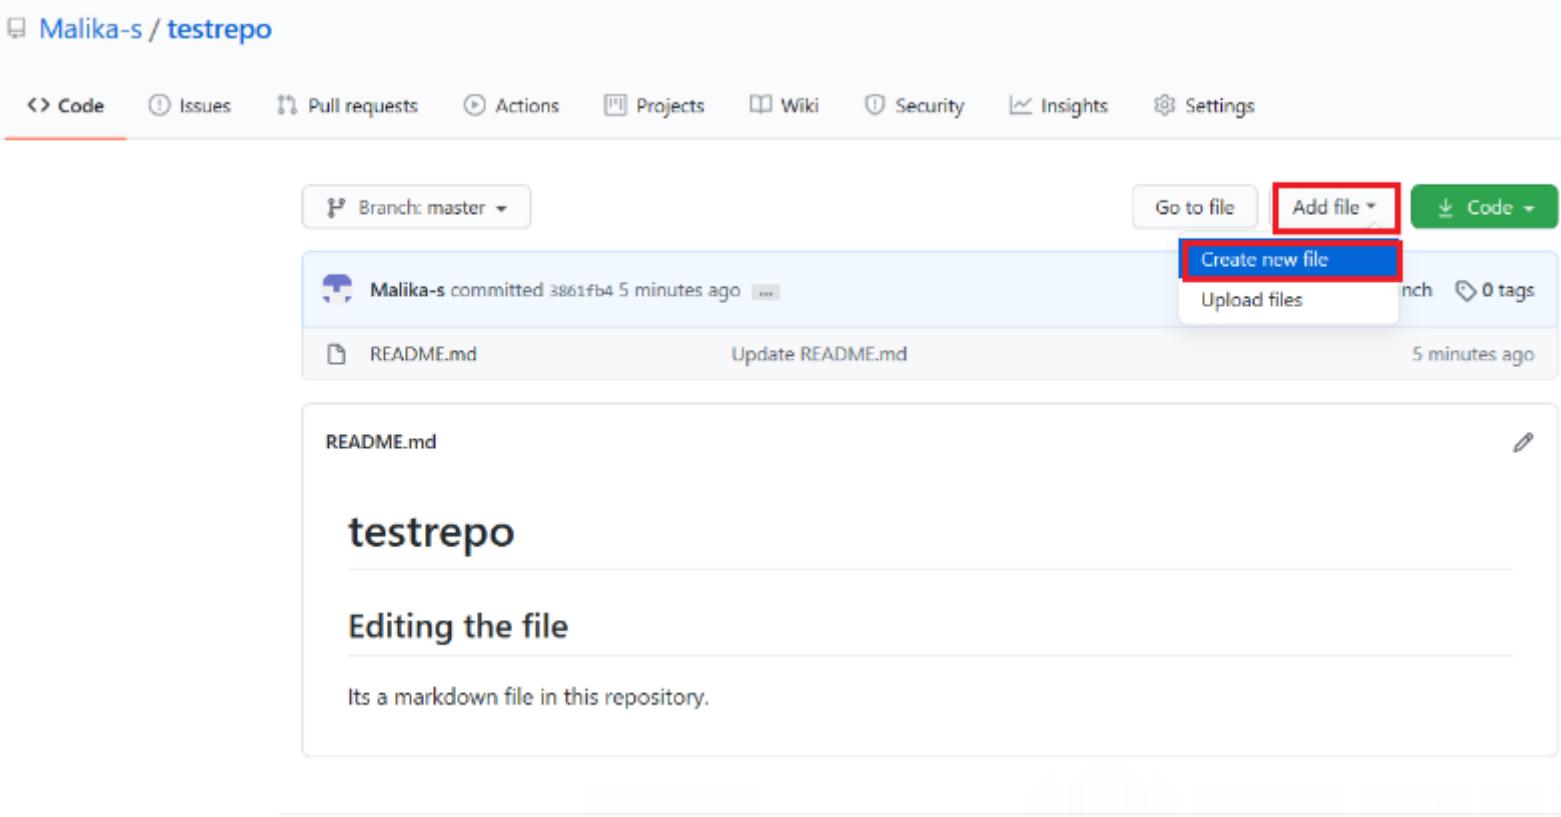 Malika-s / testrepo
Code Issues Pull requests Actions Projects Wiki Security Insights Settings
Branch: master Go to file Add file Code
Create new file
Malika-s committed 3861fb4 5 minutes ago ... 0 tags
Upload files
README.md Update README.md 5 minutes ago
README.md
testrepo
Editing the file
Its a markdown file in this repository.